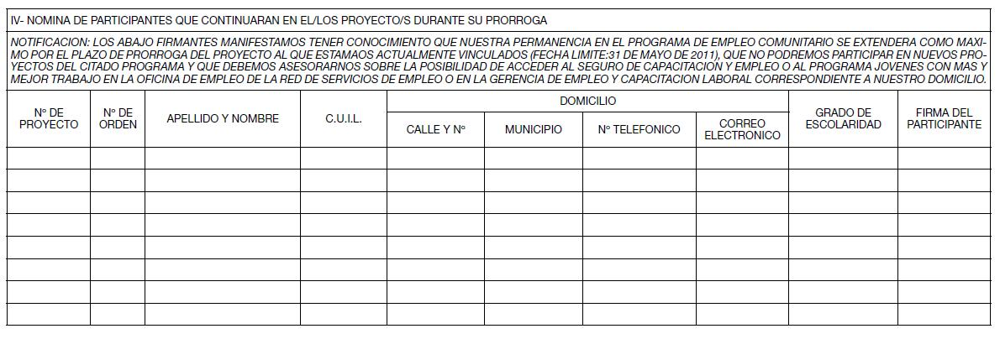 IV- NOMINA DE PARTICIPANTES QUE CONTINUARAN EN EL/LOS PROYECTO/S DURANTE SU PRORROGA
NOTIFICACION: LOS ABAJO FIRMANTES MANIFESTAMOS TENER CONOCIMIENTO QUE NUESTRA PERMANENCIA EN EL PROGRAMA DE EMPLEO COMUNITARIO SE EXTENDERA COMO MAXI-
MO POR EL PLAZO DE PRORROGA DEL PROYECTO AL QUE ESTAMAOS ACTUALMENTE VINCULADOS (FECHA LIMITE:31 DE MAYO DE 2011), QUE NO PODREMOS PARTICIPAR EN NUEVOS PRO-
YECTOS DEL CITADO PROGRAMA Y QUE DEBEMOS ASESORARNOS SOBRE LA POSIBILIDAD DE ACCEDER AL SEGURO DE CAPACITACION Y EMPLEO O AL PROGRAMA JOVENES CON MAS Y
MEJOR TRABAJO EN LA OFICINA DE EMPLEO DE LA RED DE SERVICIOS DE EMPLEO O EN LA GERENCIA DE EMPLEO Y CAPACITACION LABORAL CORRESPONDIENTE A NUESTRO DOMICILIO.
Nº DE
PROYECTO
Nº DE
ORDEN
APELLIDO Y NOMBRE
C.U.I.L.
DOMICILIO
CALLE Y Nº
MUNICIPIO
Nº TELEFONICO
CORREO
ELECTRONICO
GRADO DE
ESCOLARIDAD
FIRMA DEL
PARTICIPANTE